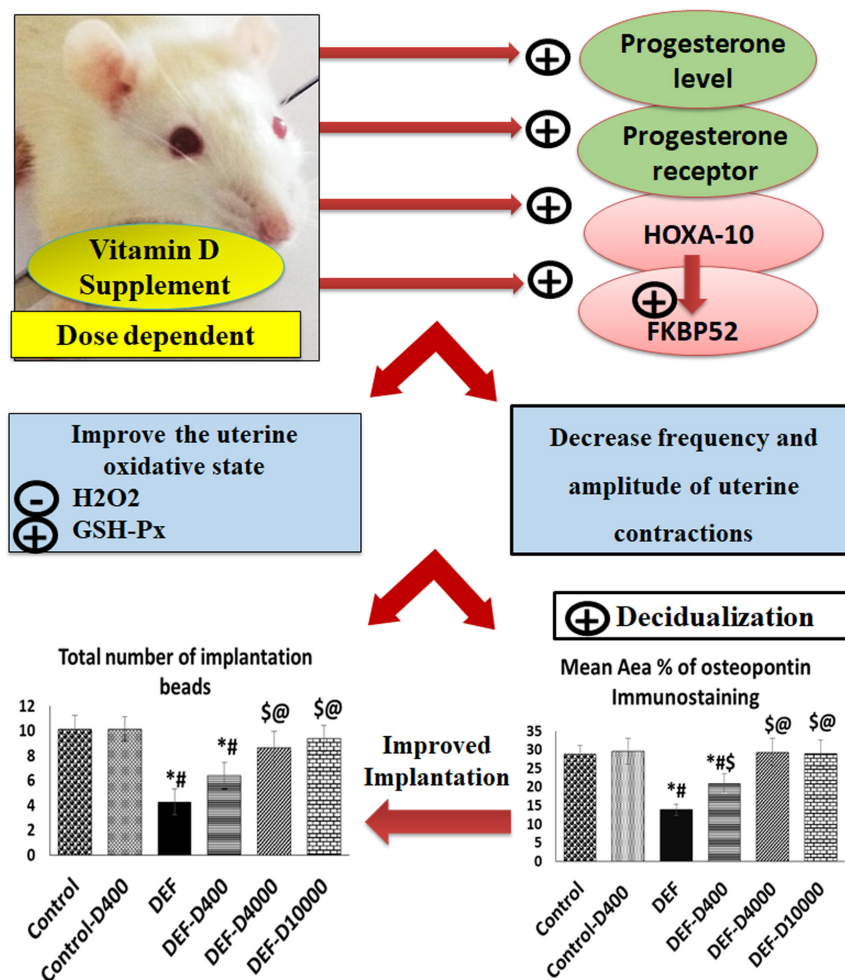 +
Progesterone
level
+
Progesterone
receptor
+
HOXA-10
+
+
FKBP52
Vitamin D
Supplement
Dose dependent
Improve the uterine
oxidative state
- H2O2
+ GSH-Px
Decrease frequency and
amplitude of uterine
contractions
+ Decidualization
Total number of implantation
beads
12
10
8
6
4
2
0
*#
*#
$@
$@
Control
Control-D400
DEF
DEF-D400
DEF-D4000
DEF-D10000
Improved
Implantation
Mean Aea % of osteopontin
Immunostaining
35
30
25
20
15
10
5
0
*#
*#$
$@
$@
Control
Control-D400
DEF
DEF-D400
DEF-D4000
DEF-D10000